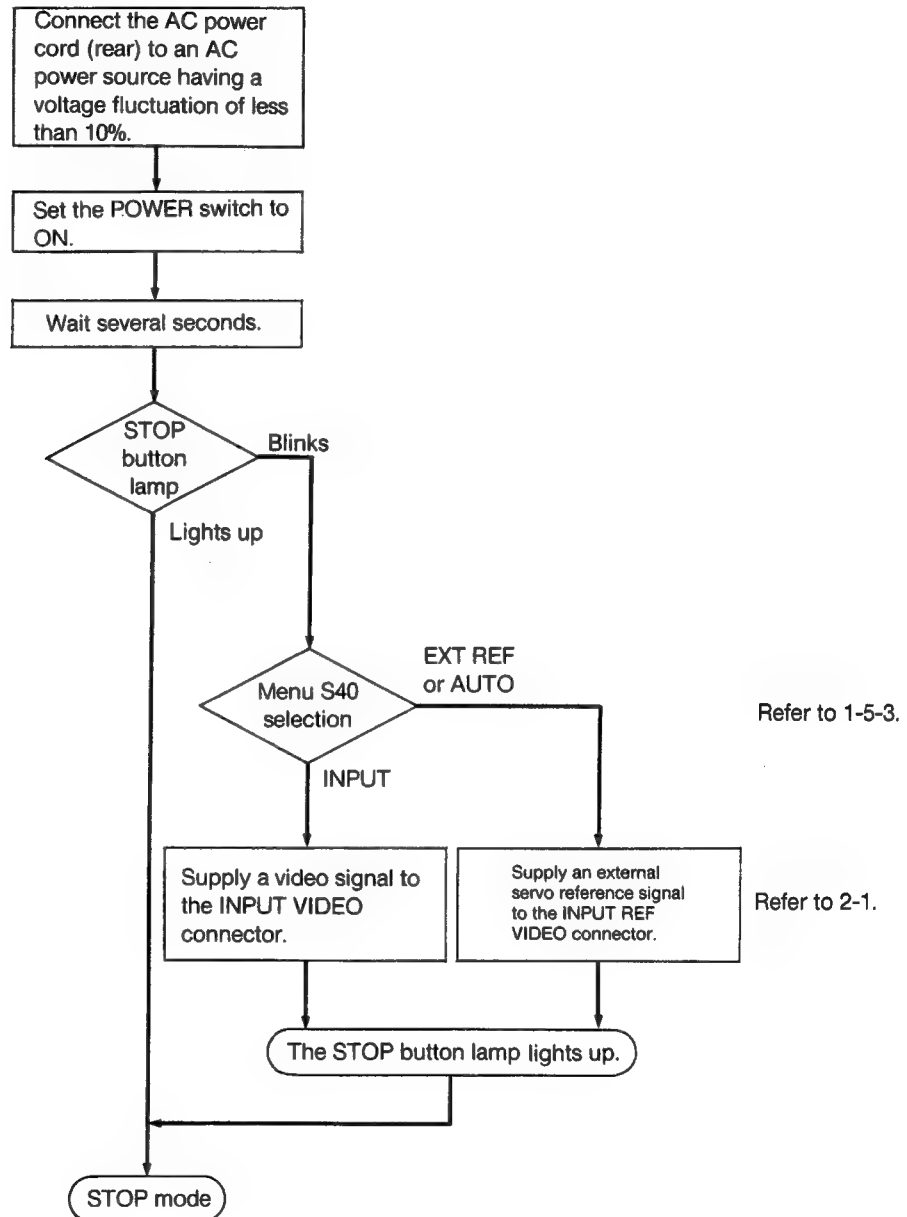 Connect the AC power
cord (rear) to an AC
power source having a
voltage fluctuation of less
than 10%.
Set the POWER switch to
ON.
Wait several seconds.
STOP
button
lamp
Blinks
Lights up
Menu S40
selection
EXT REF
or AUTO
Refer to 1-5-3.
INPUT
Supply a video signal to
the INPUT VIDEO
connector.
Supply an external
servo reference signal
to the INPUT REF
VIDEO connector.
Refer to 2-1.
The STOP button lamp lights up.
STOP mode